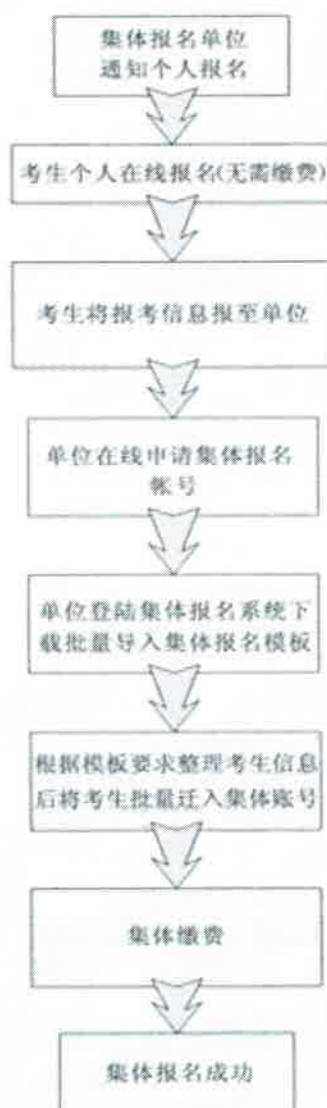 集体报名单位
通知个人报名
考生个人在线报名(无需缴费)
考生将报考信息报至单位
单位在线申请集体报名
帐号
单位登陆集体报名系统下
载批量导入集体报名模板
根据模板要求整理考生信息
后将考生批量迁入集体账号
集体缴费
集体报名成功